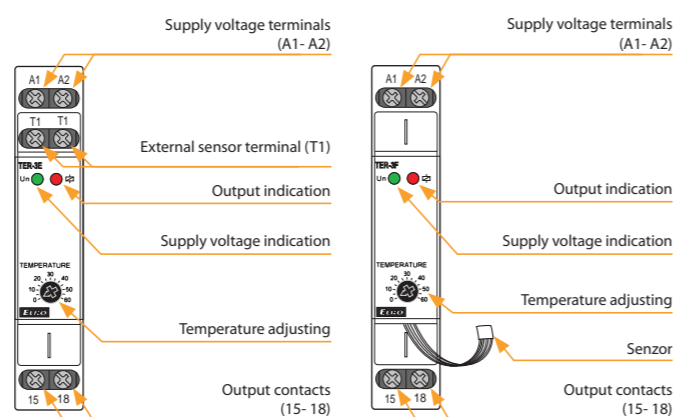 Supply voltage terminals
(A1- A2)
A1 A2
T1 T1
External sensor terminal (T1)
TER-3E
Un
Output indication
Supply voltage indication
TEMPERATURE
0 10 20 30 40 50 60
ELKO
Temperature adjusting
Output contacts
(15- 18)
15 18
Supply voltage terminals
(A1- A2)
A1 A2
TER-3F
Un
Output indication
Supply voltage indication
TEMPERATURE
0 10 20 30 40 50 60
Temperature adjusting
ELKO
Senzor
Output contacts
(15- 18)
15 18